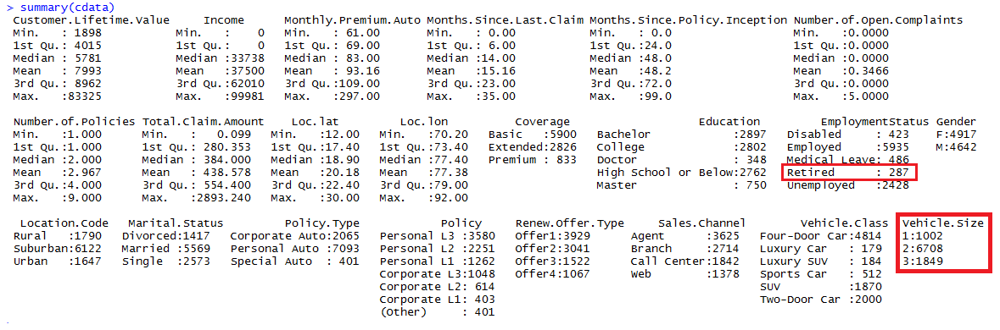 > summary(cdata)
Customer.Lifetime.Value Income Monthly.Premium.Auto Months.Since.Last.Claim Months.Since.Policy.Inception Number.of.Open.Complaints
Min. : 1898 Min. : 0 Min. : 61.00 Min. : 0.00 Min. : 0.0 Min. :0.0000
1st Qu.: 4015 1st Qu.: 0 1st Qu.: 69.00 1st Qu.: 6.00 1st Qu.:24.0 1st Qu.:0.0000
Median : 5781 Median :33738 Median : 83.00 Median :14.00 Median :48.0 Median :0.0000
Mean : 7993 Mean :37500 Mean : 93.16 Mean :15.16 Mean :48.2 Mean :0.3466
3rd Qu.: 8962 3rd Qu.:62010 3rd Qu.:109.00 3rd Qu.:23.00 3rd Qu.:72.0 3rd Qu.:0.0000
Max. :83325 Max. :99981 Max. :297.00 Max. :35.00 Max. :99.0 Max. :5.0000
Number.of.Policies Total.Claim.Amount Loc.lat Loc.lon Coverage Education EmploymentStatus Gender
Min. :1.000 Min. : 0.099 Min. :12.00 Min. :70.20 Basic :5900 Bachelor :2897 Disabled : 423 F:4917
1st Qu.:1.000 1st Qu.: 280.353 1st Qu.:17.40 1st Qu.:73.40 Extended:2826 College :2802 Employed :5935 M:4642
Median :2.000 Median : 384.000 Median :18.90 Median :77.40 Premium : 833 Doctor : 348 Medical Leave: 486
Mean :2.967 Mean : 438.578 Mean :20.18 Mean :77.38 High School or Below:2762 Retired : 287
3rd Qu.:4.000 3rd Qu.: 554.400 3rd Qu.:22.40 3rd Qu.:79.00 Master : 750 Unemployed :2428
Max. :9.000 Max. :2893.240 Max. :30.00 Max. :92.00
Location.Code Marital.Status Policy.Type Policy Renew.Offer.Type Sales.Channel Vehicle.Class Vehicle.Size
Rural :1790 Divorced:1417 Corporate Auto:2065 Personal L3 :3580 Offer1:3929 Agent :3625 Four-Door Car:4814 1:1002
Suburban:6122 Married :5569 Personal Auto :7093 Personal L2 :2251 Offer2:3041 Branch :2714 Luxury Car : 179 2:6708
Urban :1647 Single :2573 Special Auto : 401 Personal L1 :1262 Offer3:1522 Call Center:1842 Luxury SUV : 184 3:1849
Corporate L3:1048 Offer4:1067 Web :1378 Sports Car : 512
Corporate L2: 614 SUV :1870
Corporate L1: 403 Two-Door Car :2000
(Other) : 401